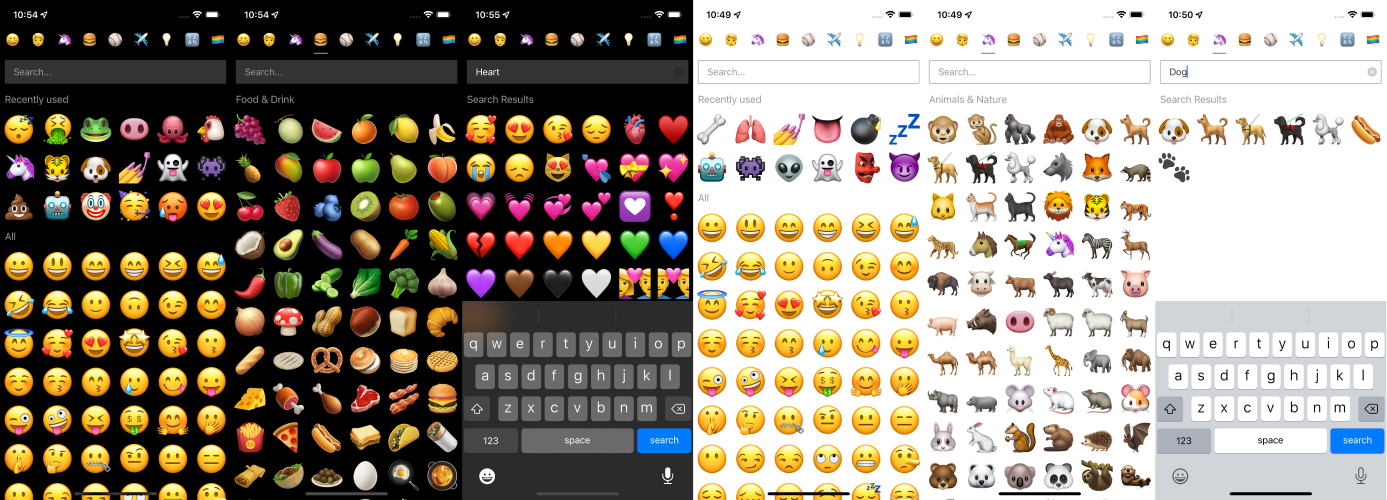 10:54
Search...
Recently used
All
10:54
Search...
Food & Drink
10:55
Heart
Search Results
q w e r t y u i o p
a s d f g h j k l
z x c v b n m
123 space search
10:49
Search...
Recently used
All
10:49
Search...
Animals & Nature
10:50
Dog
Search Results
q w e r t y u i o p
a s d f g h j k l
z x c v b n m
123 space search